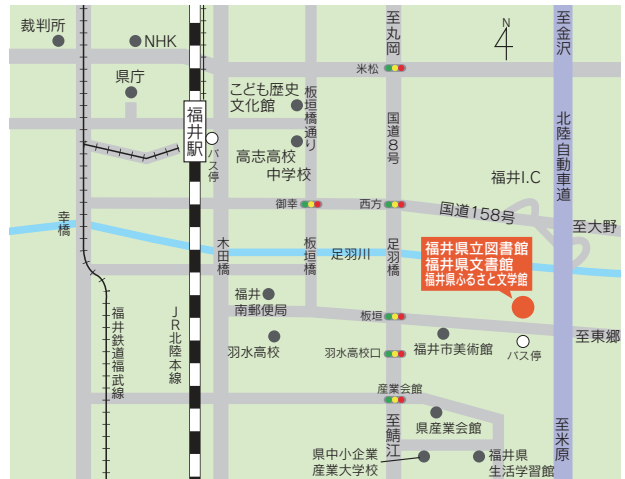 裁判所
NHK
県庁
福井駅
バス停
こども歴史
文化館
高志高校
中学校
板垣橋通り
至丸岡
米松
国道8号
N
至金沢
北陸自動車道
福井I.C
御幸
西方
国道158号
至大野
幸橋
木田橋
板垣橋
足羽川
足羽橋
福井県立図書館
福井県文書館
福井県ふるさと文学館
福井
南郵便局
板垣
福井市美術館
バス停
至東郷
福井鉄道福武線
JR北陸本線
羽水高校
羽水高校口
産業会館
県産業会館
至鯖江
県中小企業
産業大学校
福井県
生活学習館
至米原